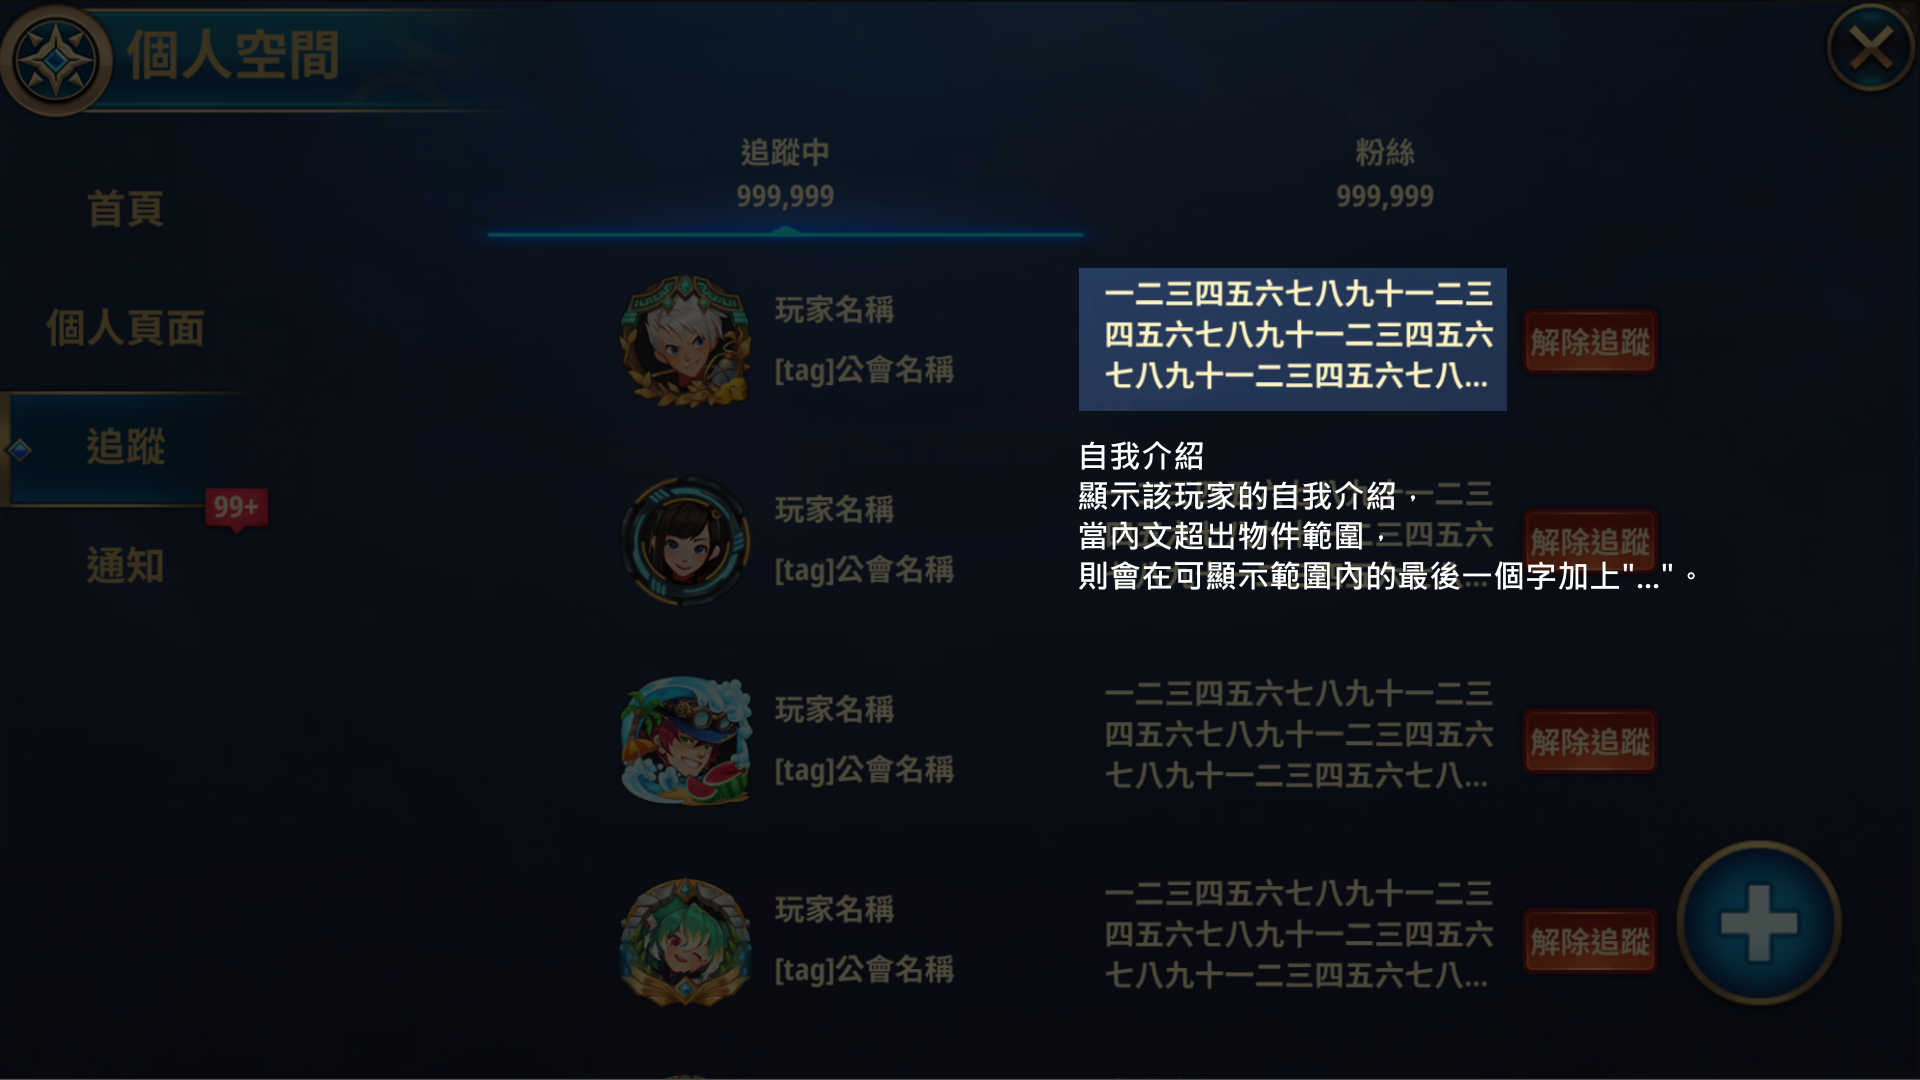 個人空間
首頁
個人頁面
追蹤
99+
通知
追蹤中
999,999
粉絲
999,999
玩家名稱
[tag]公會名稱
一二三四五六七八九十一二三
四五六七八九十一二三四五六
七八九十一二三四五六七八...
解除追蹤
自我介紹
顯示該玩家的自我介紹，
當內文超出物件範圍，
則會在可顯示範圍內的最後一個字加上"..."。
玩家名稱
[tag]公會名稱
解除追蹤
玩家名稱
[tag]公會名稱
一二三四五六七八九十一二三
四五六七八九十一二三四五六
七八九十一二三四五六七八...
解除追蹤
玩家名稱
[tag]公會名稱
一二三四五六七八九十一二三
四五六七八九十一二三四五六
七八九十一二三四五六七八...
解除追蹤